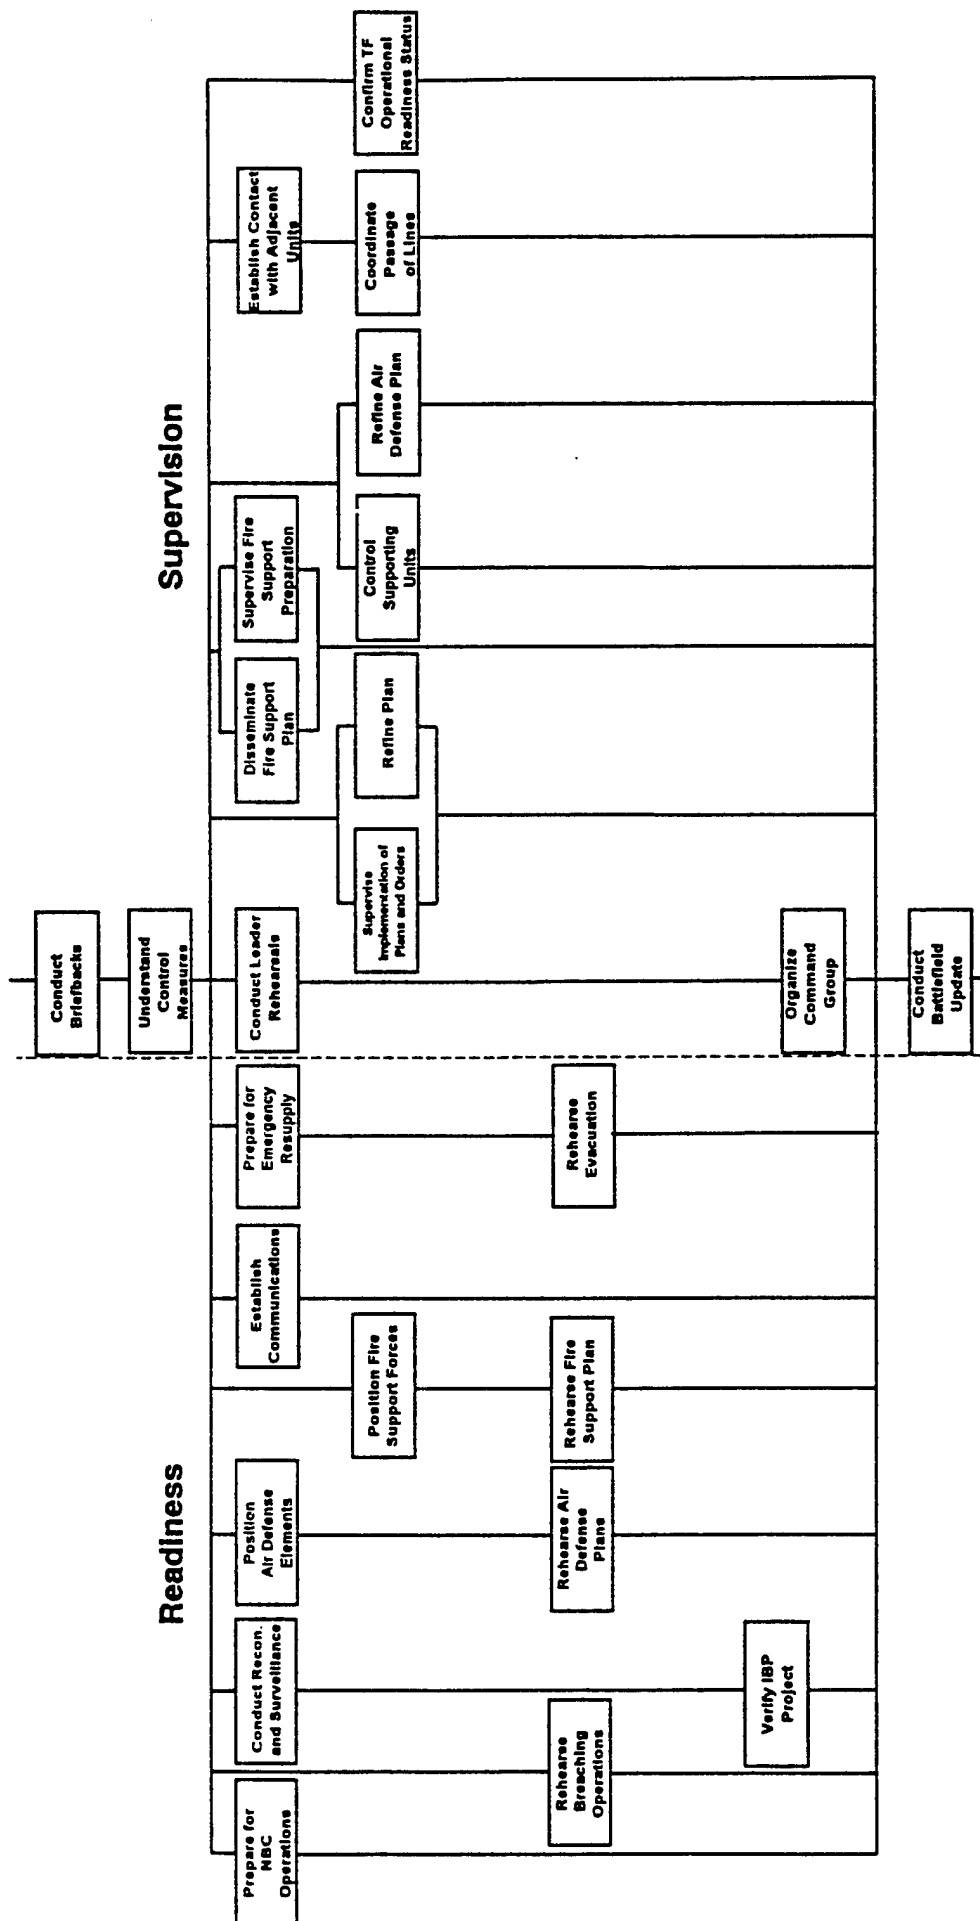 Readiness
Supervision
Conduct
Briefbacks
Understand
Control
Measures
Prepare for
NBC
Operations
Conduct Recon.
and Surveillance
Position
Air Defense
Elements
Establish
Communications
Prepare for
Emergency
Resupply
Conduct Leader
Rehearsals
Disseminate
Fire Support
Plan
Supervise Fire
Support
Preparation
Establish Contact
with Adjacent
Units
Position Fire
Support Forces
Supervise
Implementation of
Plans and Orders
Refine Plan
Control
Supporting
Units
Refine Air
Defense Plan
Coordinate
Passage
of Lines
Confirm TF
Operational
Readiness Status
Rehearse
Breaching
Operations
Rehearse Air
Defense
Plane
Rehearse Fire
Support Plan
Rehearse
Evacuation
Verify IBP
Project
Organize
Command
Group
Conduct
Battlefield
Update